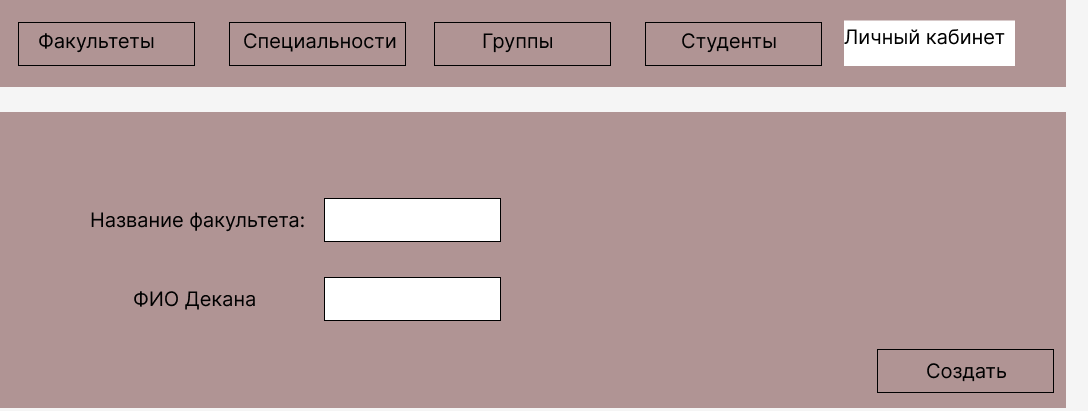 Факультеты
Специальности
Группы
Студенты
Личный кабинет
Название факультета:
ФИО Декана
Создать